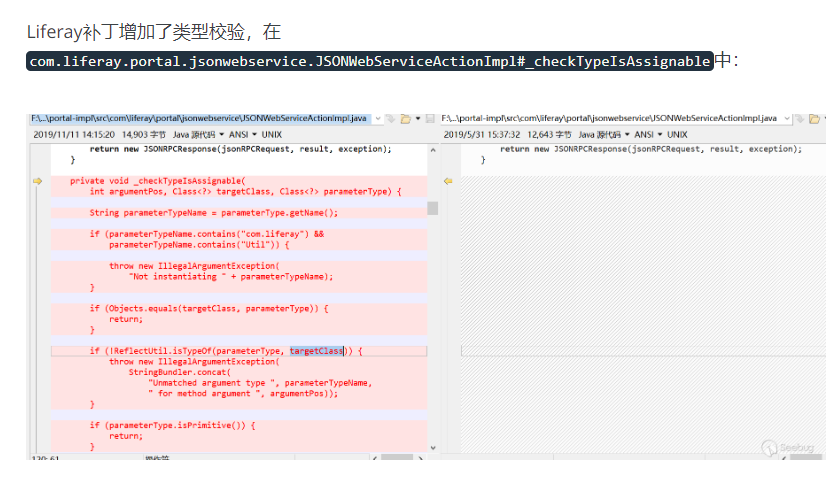 Liferay补丁增加了类型校验，在
com.liferay.portal.jsonwebservice.JSONWebServiceActionImpl#_checkTypeIsAssignable中：
F:\...\portal-impl\src\com\liferay\portal\jsonwebservice\JSONWebServiceActionImpl.java
F:\...\portal-impl\src\com\liferay\portal\jsonwebservice\JSONWebServiceActionImpl.java
2019/11/11 14:15:20 14,903 字节 Java 源代码 ANSI UNIX
2019/5/31 15:37:32 12,643 字节 Java 源代码 ANSI UNIX
return new JSONRPCResponse(jsonRPCRequest, result, exception);
}
private void _checkTypeIsAssignable(
int argumentPos, Class<?> targetClass, Class<?> parameterType) {
String parameterTypeName = parameterType.getName();
if (parameterTypeName.contains("com.liferay") &&
parameterTypeName.contains("Util")) {
throw new IllegalArgumentException(
"Not instantiating " + parameterTypeName);
}
if (Objects.equals(targetClass, parameterType)) {
return;
}
if (!ReflectUtil.isTypeOf(parameterType, targetClass)) {
throw new IllegalArgumentException(
StringBundler.concat(
"Unmatched argument type ", parameterTypeName,
" for method argument ", argumentPos));
}
if (parameterType.isPrimitive()) {
return;
}
return new JSONRPCResponse(jsonRPCRequest, result, exception);
}
Seebug